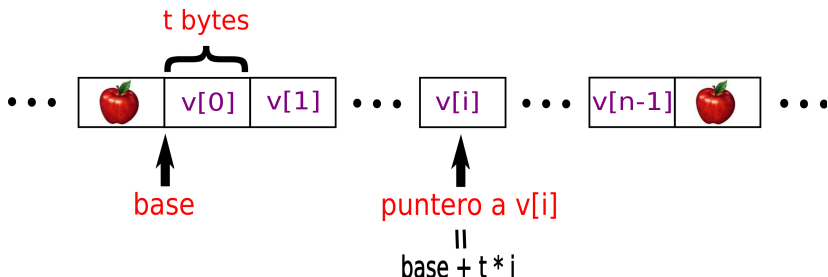 t bytes
v[0] v[1] v[i] v[n-1]
base puntero a v[i]
=
base + t * i